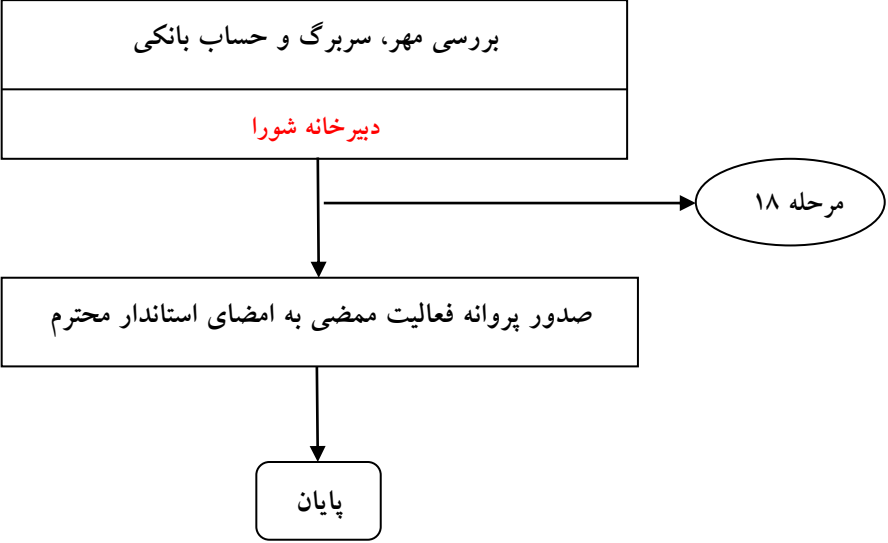 بررسی مهر، سربرگ و حساب بانکی
دبیرخانه شورا
مرحله ۱۸
صدور پروانه فعالیت ممضی به امضای استاندار محترم
پایان